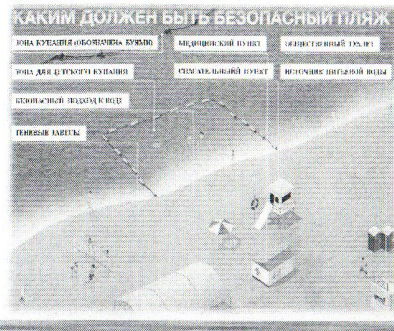 КАКИМ ДОЛЖЕН БЫТЬ БЕЗОПАСНЫЙ ПЛЯЖ
ЗОНА КУПАНИЯ (ОБОЗНАЧЕНА БУЯМИ)
МЕДИЦИНСКИЙ ПУНКТ
ОБЩЕСТВЕННЫЙ ТУАЛЕТ
ЗОНА ДЛЯ ДЕТСКОГО КУПАНИЯ
СПАСАТЕЛЬНЫЙ ПУНКТ
ИСТОЧНИК ПИТЬЕВОЙ ВОДЫ
БЕЗОПАСНЫЙ ПОДХОД К ВОДЕ
ТЕНЕВЫЕ НАВЕСЫ